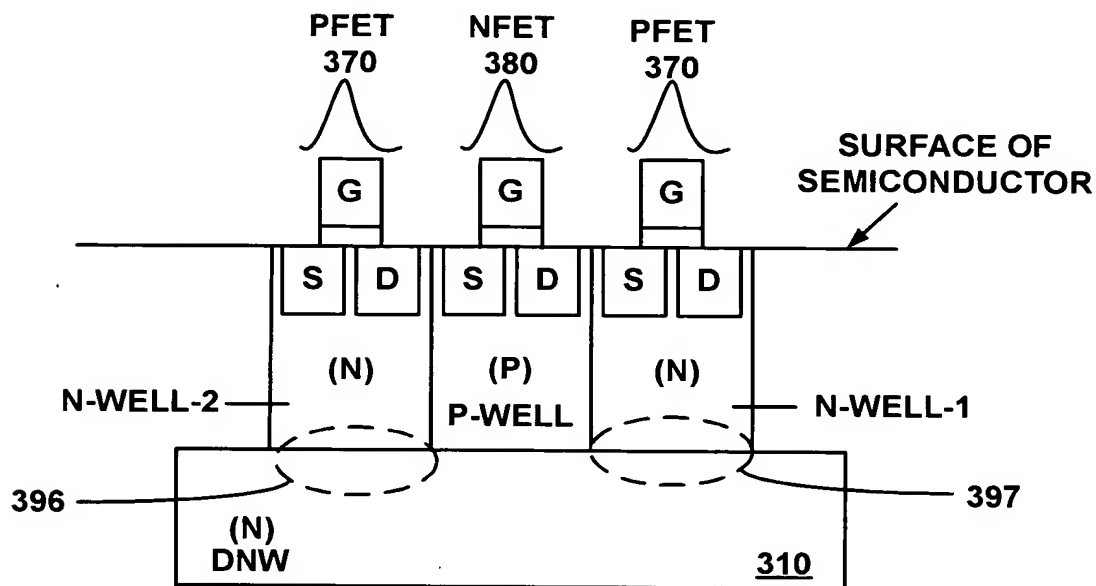 PFET NFET PFET
370 380 370
SURFACE OF
SEMICONDUCTOR
G G G
S D S D S D
(N) (P) (N)
N-WELL-2 P-WELL N-WELL-1
396 397
(N)
DNW 310